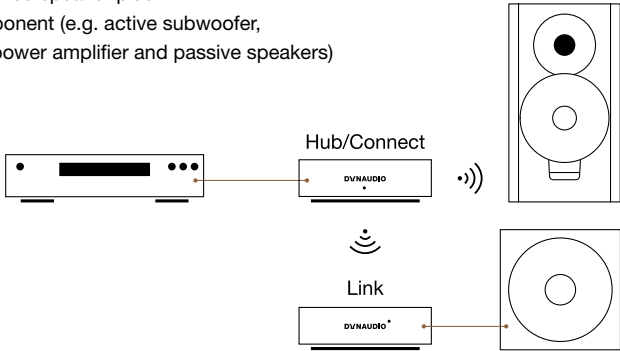 ponent (e.g. active subwoofer,
power amplifier and passive speakers)
Hub/Connect
DYNAUDIO
Link
DYNAUDIO